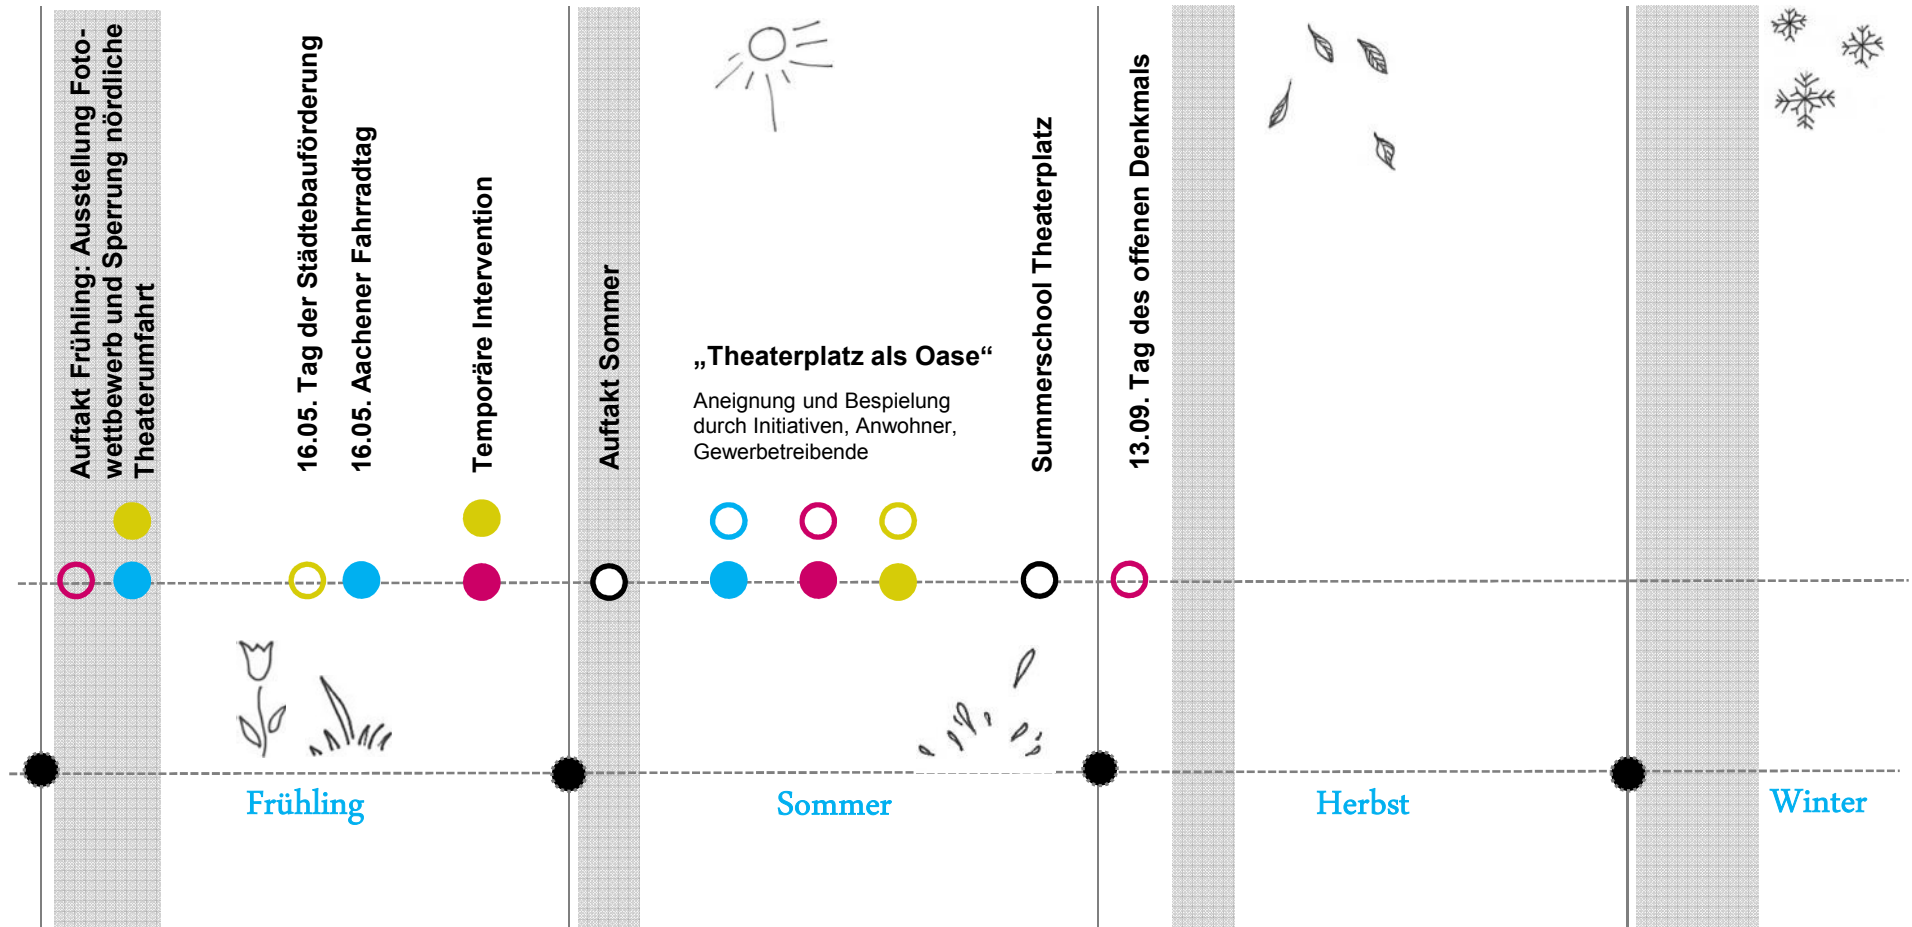 Auftakt Frühling: Ausstellung Foto-
wettbewerb und Sperrung nördliche
Theaterumfahrt
16.05. Tag der Städtebauförderung
16.05. Aachener Fahrradtag
Temporäre Intervention
Auftakt Sommer
„Theaterplatz als Oase“
Aneignung und Bespielung
durch Initiativen, Anwohner,
Gewerbetreibende
Summerschool Theaterplatz
13.09. Tag des offenen Denkmals
Frühling
Sommer
Herbst
Winter